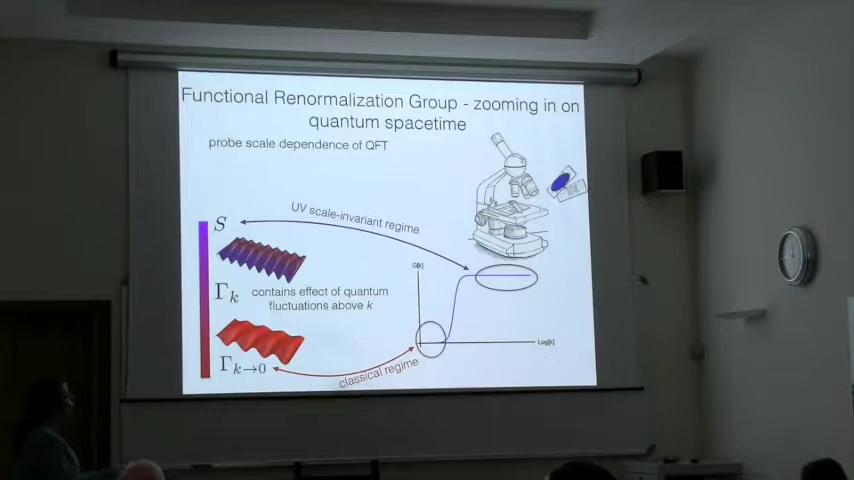 Functional Renormalization Group - zooming in on
quantum spacetime
probe scale dependence of QFT
UV scale-invariant regime
S
G[k]
Γk contains effect of quantum
fluctuations above k
Log[k]
Γk→0
classical regime